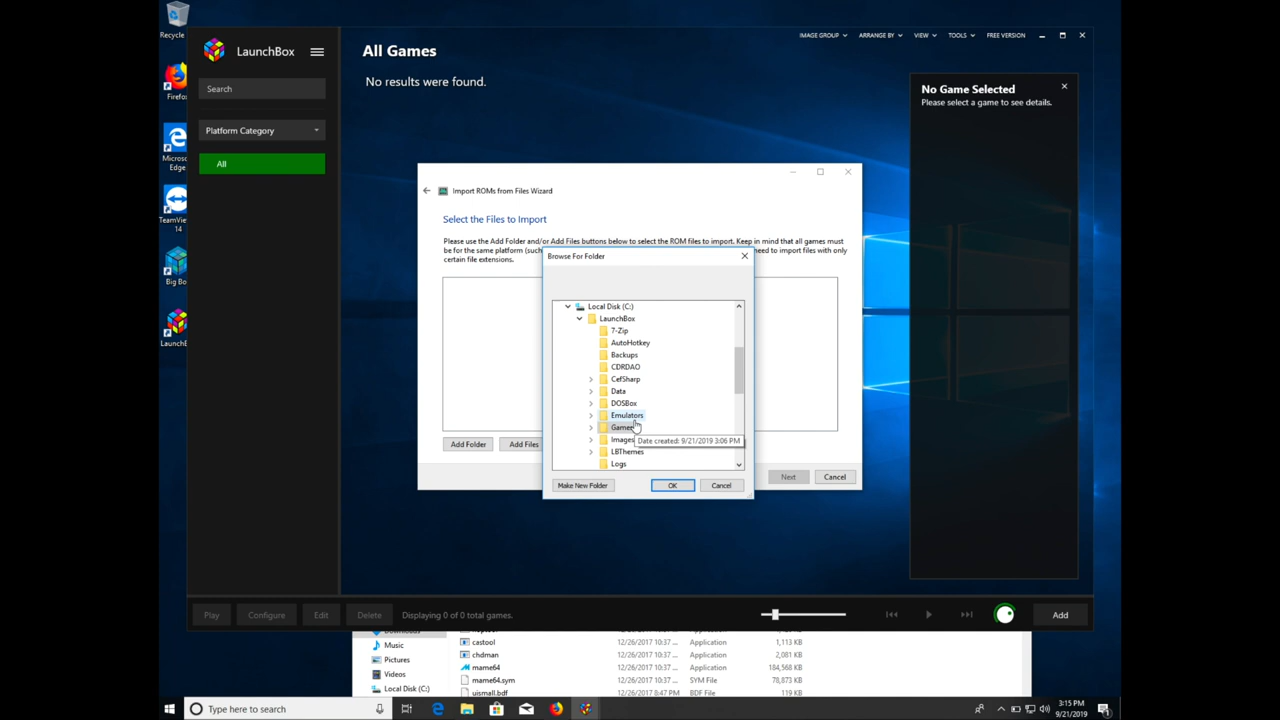 Recycle
Firefo
Micros
Edge
TeamVie
14
Big Bo
LaunchB
LaunchBox
Search
Platform Category
All
IMAGE GROUP
ARRANGE BY
VIEW
TOOLS
FREE VERSION
All Games
No results were found.
No Game Selected
Please select a game to see details.
Import ROMs from Files Wizard
Select the Files to Import
Please use the Add Folder and/or Add Files buttons below to select the ROM files to import. Keep in mind that all games must
be for the same platform (such
need to import files with only
certain file extensions.
Browse For Folder
Local Disk (C:)
LaunchBox
7-Zip
AutoHotkey
Backups
CDRDAO
CefSharp
Data
DOSBox
Emulators
Games
Images
Date created: 9/21/2019 3:06 PM
LBThemes
Logs
Make New Folder
OK
Cancel
Add Folder
Add Files
Next
Cancel
Play
Configure
Edit
Delete
Displaying 0 of 0 total games.
Add
Music
Pictures
Videos
Local Disk (C:)
castool 12/26/2017 10:37 ... Application 1,113 KB
chdman 12/26/2017 10:37 ... Application 2,081 KB
mame64 12/26/2017 10:37 ... Application 184,568 KB
mame64.sym 12/26/2017 10:37 ... SYM File 78,873 KB
uismall.bdf 12/26/2017 8:47 PM BDF File 119 KB
Type here to search
3:15 PM
9/21/2019
1